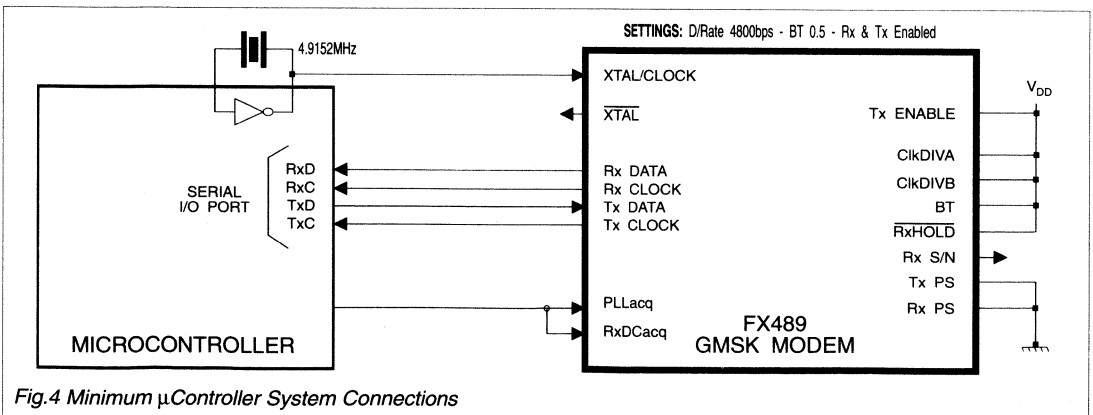 SETTINGS: D/Rate 4800bps - BT 0.5 - Rx & Tx Enabled
4.9152MHz
XTAL/CLOCK
XTAL
VDD
Tx ENABLE
ClkDIVA
ClkDIVB
BT
RxHOLD
Rx S/N
Tx PS
Rx PS
SERIAL
I/O PORT
RxD
RxC
TxD
TxC
Rx DATA
Rx CLOCK
Tx DATA
Tx CLOCK
PLLacq
RxDCacq
MICROCONTROLLER
FX489
GMSK MODEM
Fig.4 Minimum µController System Connections